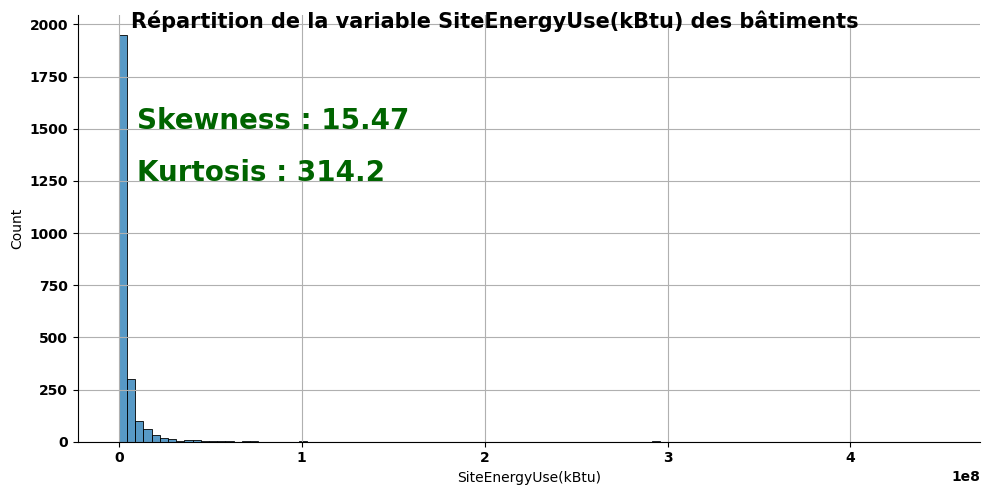 Répartition de la variable SiteEnergyUse(kBtu) des bâtiments
2000
1750
Skewness : 15.47
1500
Kurtosis : 314.2
1250
1000
Count
750
500
250
0
0 1 2 3 4
SiteEnergyUse(kBtu)
1e8